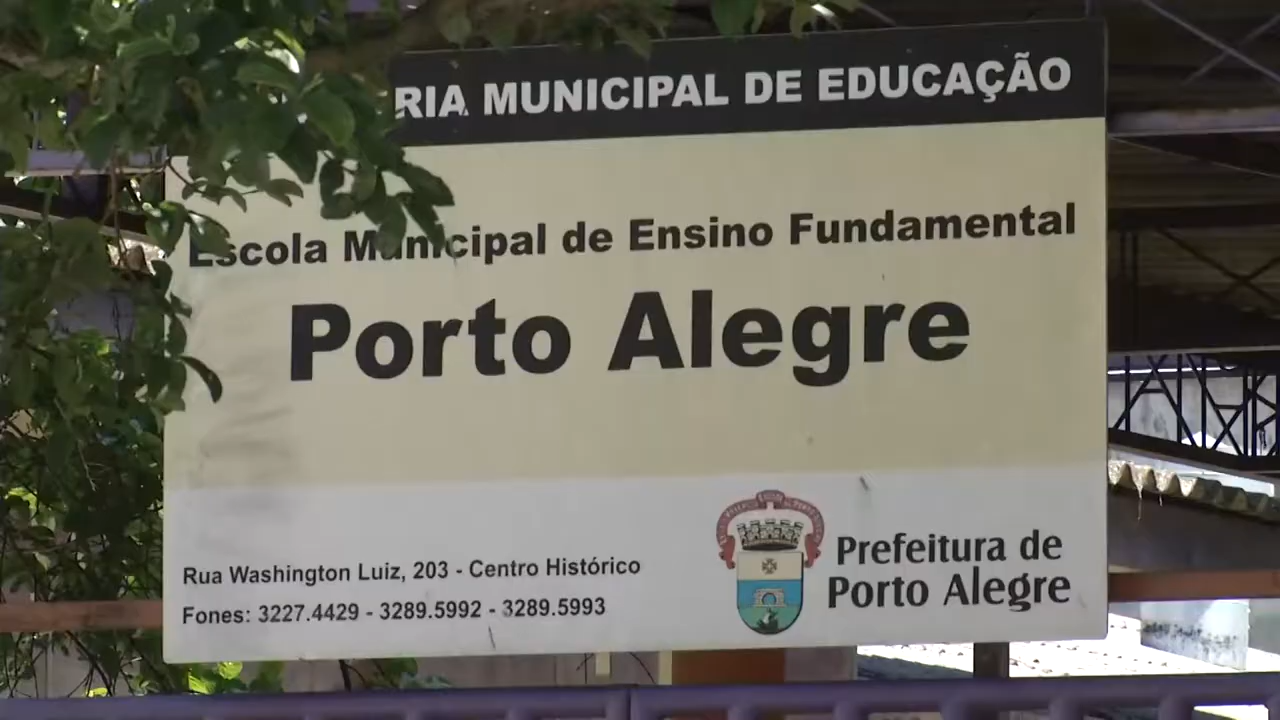 RIA MUNICIPAL DE EDUCAÇÃO
Escola Municipal de Ensino Fundamental
Porto Alegre
Rua Washington Luiz, 203 - Centro Histórico
Fones: 3227.4429 - 3289.5992 - 3289.5993
Prefeitura de
Porto Alegre